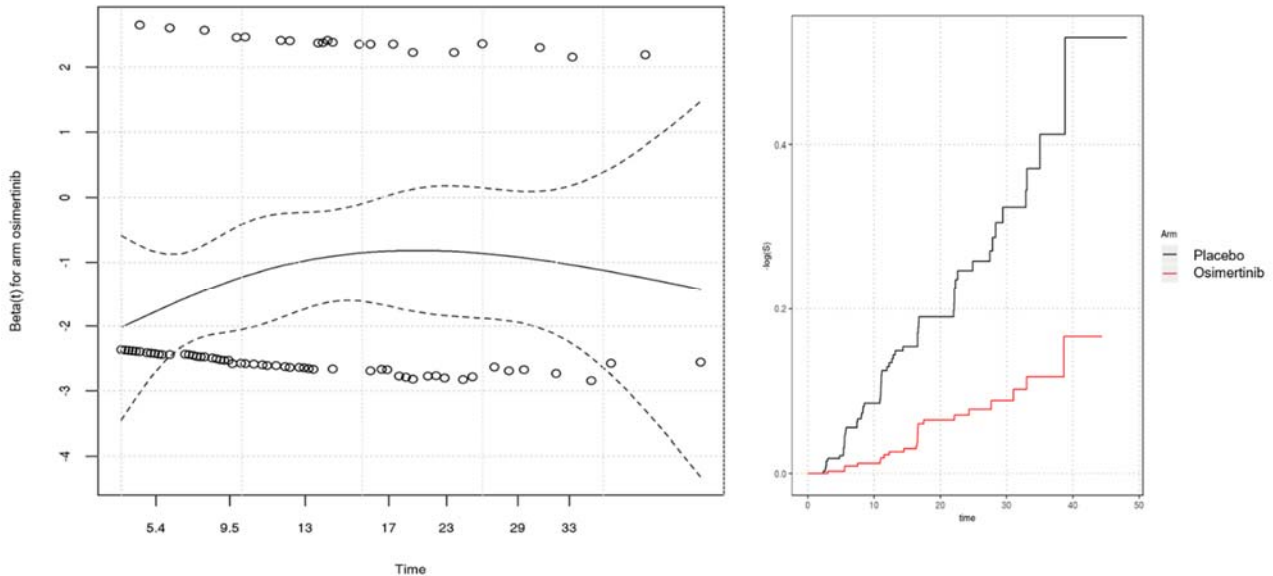 Beta(t) for arm osimertinib
2
1
0
-1
-2
-3
-4
5.4 9.5 13 17 23 29 33
Time
-log(S)
0.4
0.2
0.0
0 10 20 30 40 50
time
Arm
Placebo
Osimertinib